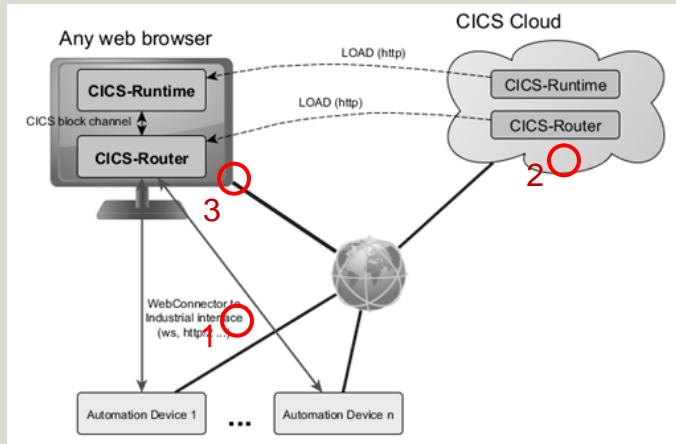 CICS Cloud
Any web browser
LOAD (http)
CICS-Runtime
CICS-Runtime
LOAD (http)
CICS block channel
CICS-Router
CICS-Router
2
3
WebConnector to
Industrial interface
1
(ws, http/2 ...)
Automation Device 1
...
Automation Device n